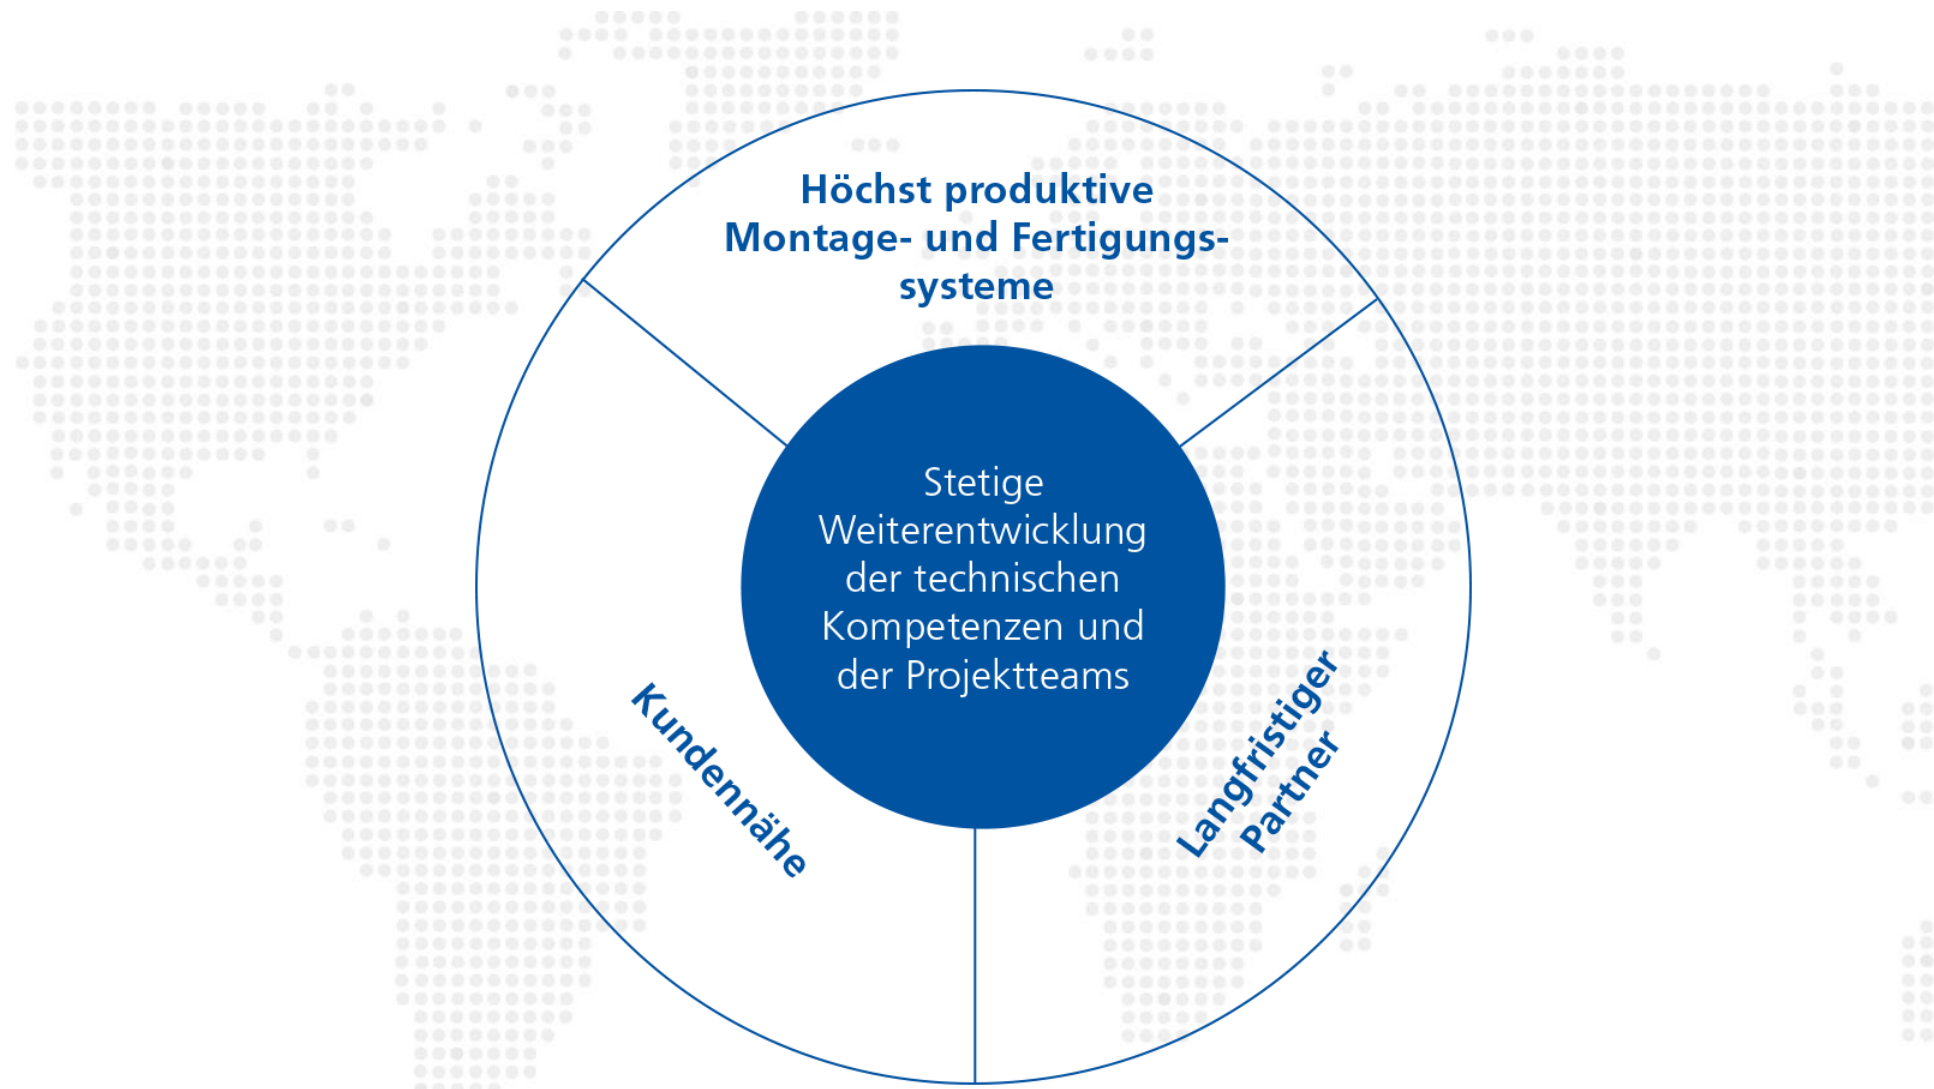 Höchst produktive
Montage- und Fertigungs-
systeme
Stetige
Weiterentwicklung
der technischen
Kompetenzen und
der Projektteams
Kundennähe
Langfristiger
Partner